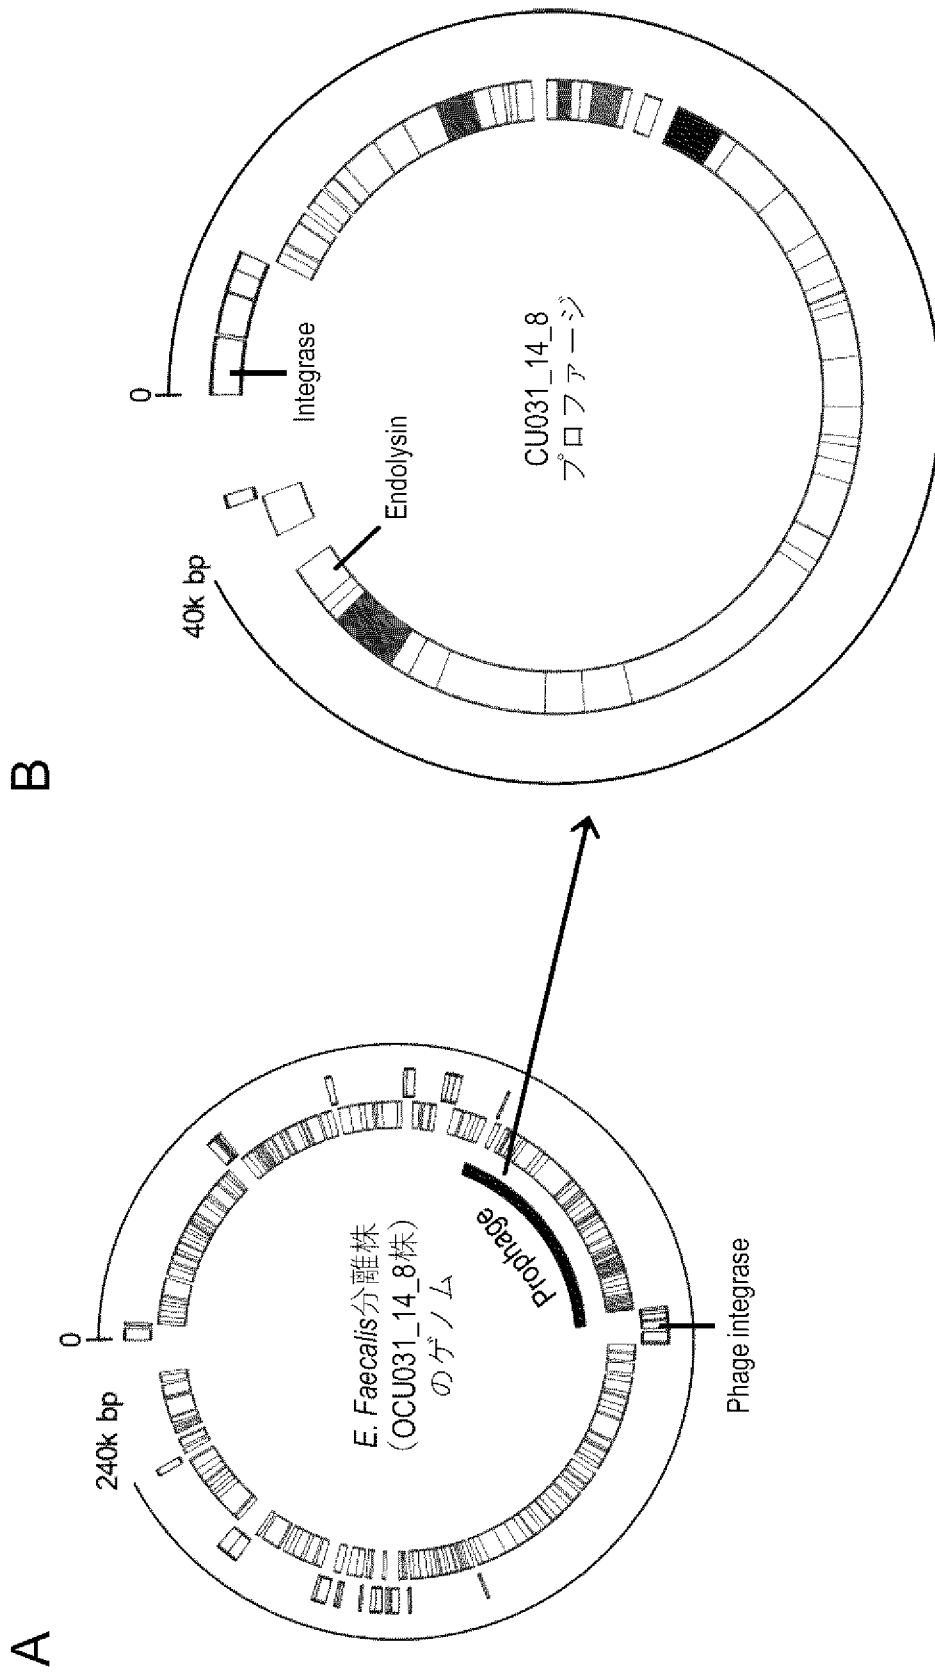 A
240k bp
0
E. Faecalis分離株
(OCU031_14_8株)
のゲノム
Prophage
Phage integrase
B
40k bp
0
Integrase
Endolysin
CU031_14_8
プロファージ